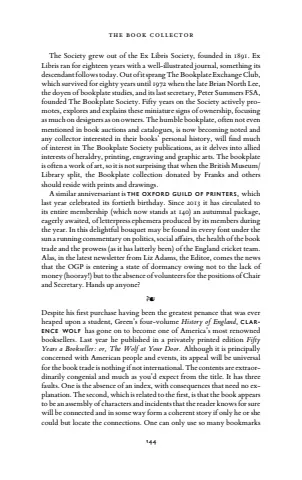 THE BOOK COLLECTOR
The Society grew out of the Ex Libris Society, founded in 1891. Ex
Libris ran for eighteen years with a well-illustrated journal, something its
descendant follows today. Out of it sprang The Bookplate Exchange Club,
which survived for eighty years until 1972 when the late Brian North Lee,
the doyen of bookplate studies, and its last secretary, Peter Summers FSA,
founded The Bookplate Society. Fifty years on the Society actively pro-
motes, explores and explains these miniature signs of ownership, focusing
as much on designers as on owners. The humble bookplate, often not even
mentioned in book auctions and catalogues, is now becoming noted and
any collector interested in their books' personal history, will find much
of interest in The Bookplate Society publications, as it delves into allied
interests of heraldry, printing, engraving and graphic arts. The bookplate
is often a work of art, so it is not surprising that when the British Museum/
Library split, the Bookplate collection donated by Franks and others
should reside with prints and drawings.
A similar anniversariant is THE OXFORD GUILD OF PRINTERS, which
last year celebrated its fortieth birthday. Since 2013 it has circulated to
its entire membership (which now stands at 140) an autumnal package,
eagerly awaited, of letterpress ephemera produced by its members during
the year. In this delightful bouquet may be found in every font under the
sun a running commentary on politics, social affairs, the health of the book
trade and the prowess (as it has latterly been) of the England cricket team.
Alas, in the latest newsletter from Liz Adams, the Editor, comes the news
that the OGP is entering a state of dormancy owing not to the lack of
money (hooray!) but to the absence of volunteers for the positions of Chair
and Secretary. Hands up anyone?
Despite his first purchase having been the greatest penance that was ever
heaped upon a student, Green's four-volume History of England, CLAR-
ENCE WOLF has gone on to become one of America's most renowned
booksellers. Last year he published in a privately printed edition Fifty
Years a Bookseller: or, The Wolf at Your Door. Although it is principally
concerned with American people and events, its appeal will be universal
for the book trade is nothing if not international. The contents are extraor-
dinarily congenial and much as you'd expect from the title. It has three
faults. One is the absence of an index, with consequences that need no ex-
planation. The second, which is related to the first, is that the book appears
to be an assembly of characters and incidents that the reader knows for sure
will be connected and in some way form a coherent story if only he or she
could but locate the connections. One can only use so many bookmarks
144